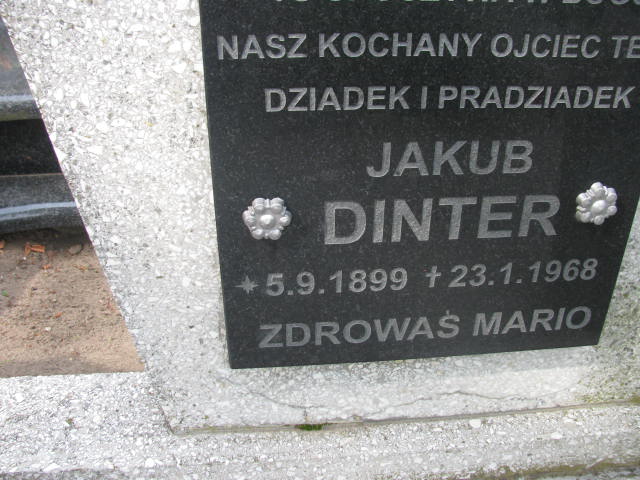 NASZ KOCHANY OJCIEC
DZIADEK I PRADZIADEK
JAKUB
DINTER
*5.9.1899 †23.1.1968
ZDROWAŚ MARIO